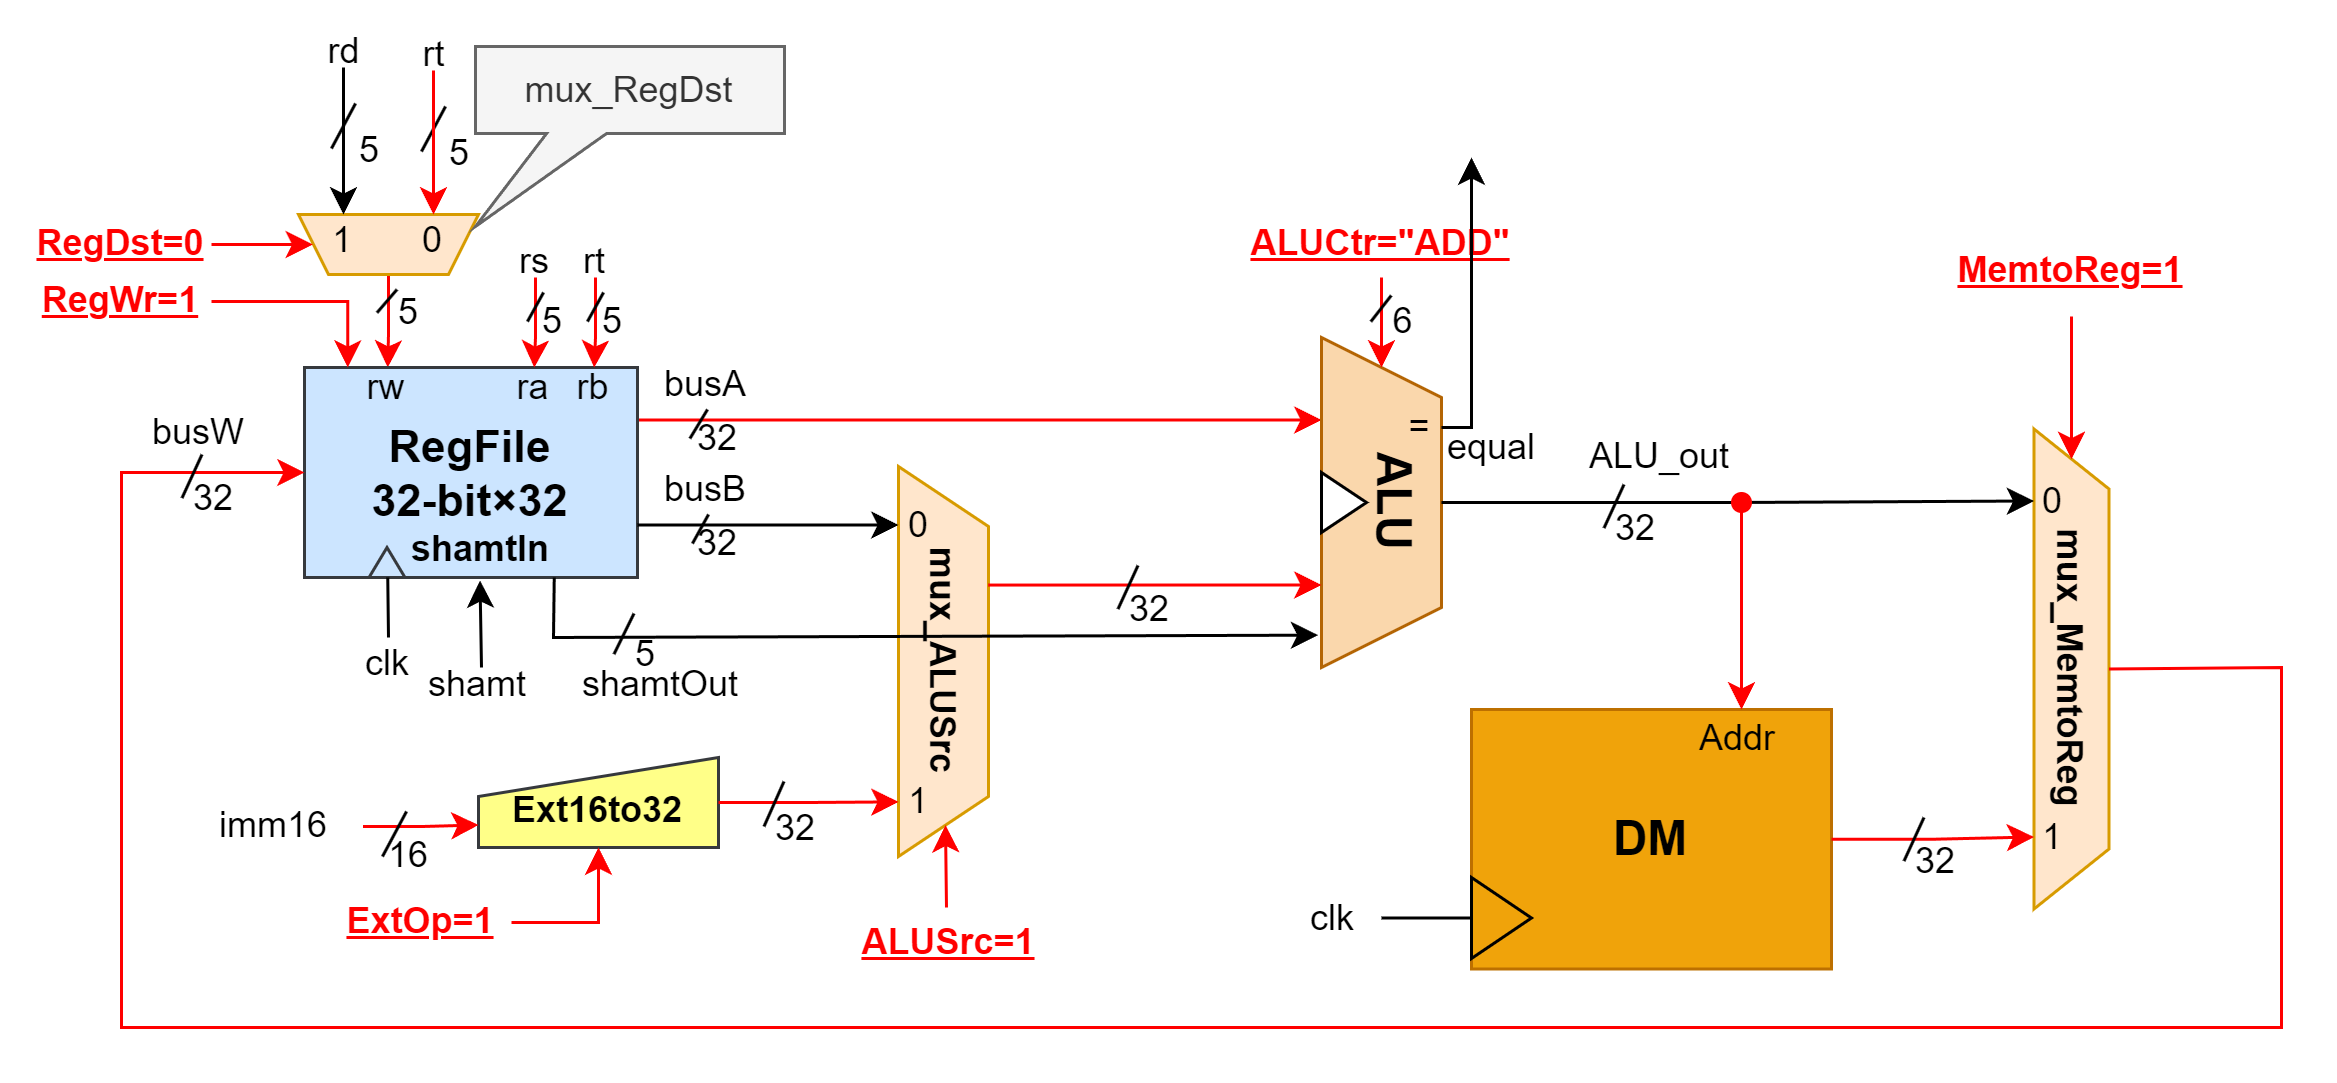 rd
rt
mux_RegDst
5
5
RegDst=0
1
0
RegWr=1
5
rs
rt
5
5
ALUCtr="ADD"
6
MemtoReg=1
rw
ra
rb
busA
32
busW
32
RegFile
32-bit×32
shamtIn
busB
32
0
mux_ALUSrc
1
=
equal
ALU
ALU_out
32
0
mux_MemtoReg
1
32
clk
shamt
5
shamtOut
Addr
DM
32
clk
imm16
16
Ext16to32
32
ExtOp=1
ALUSrc=1